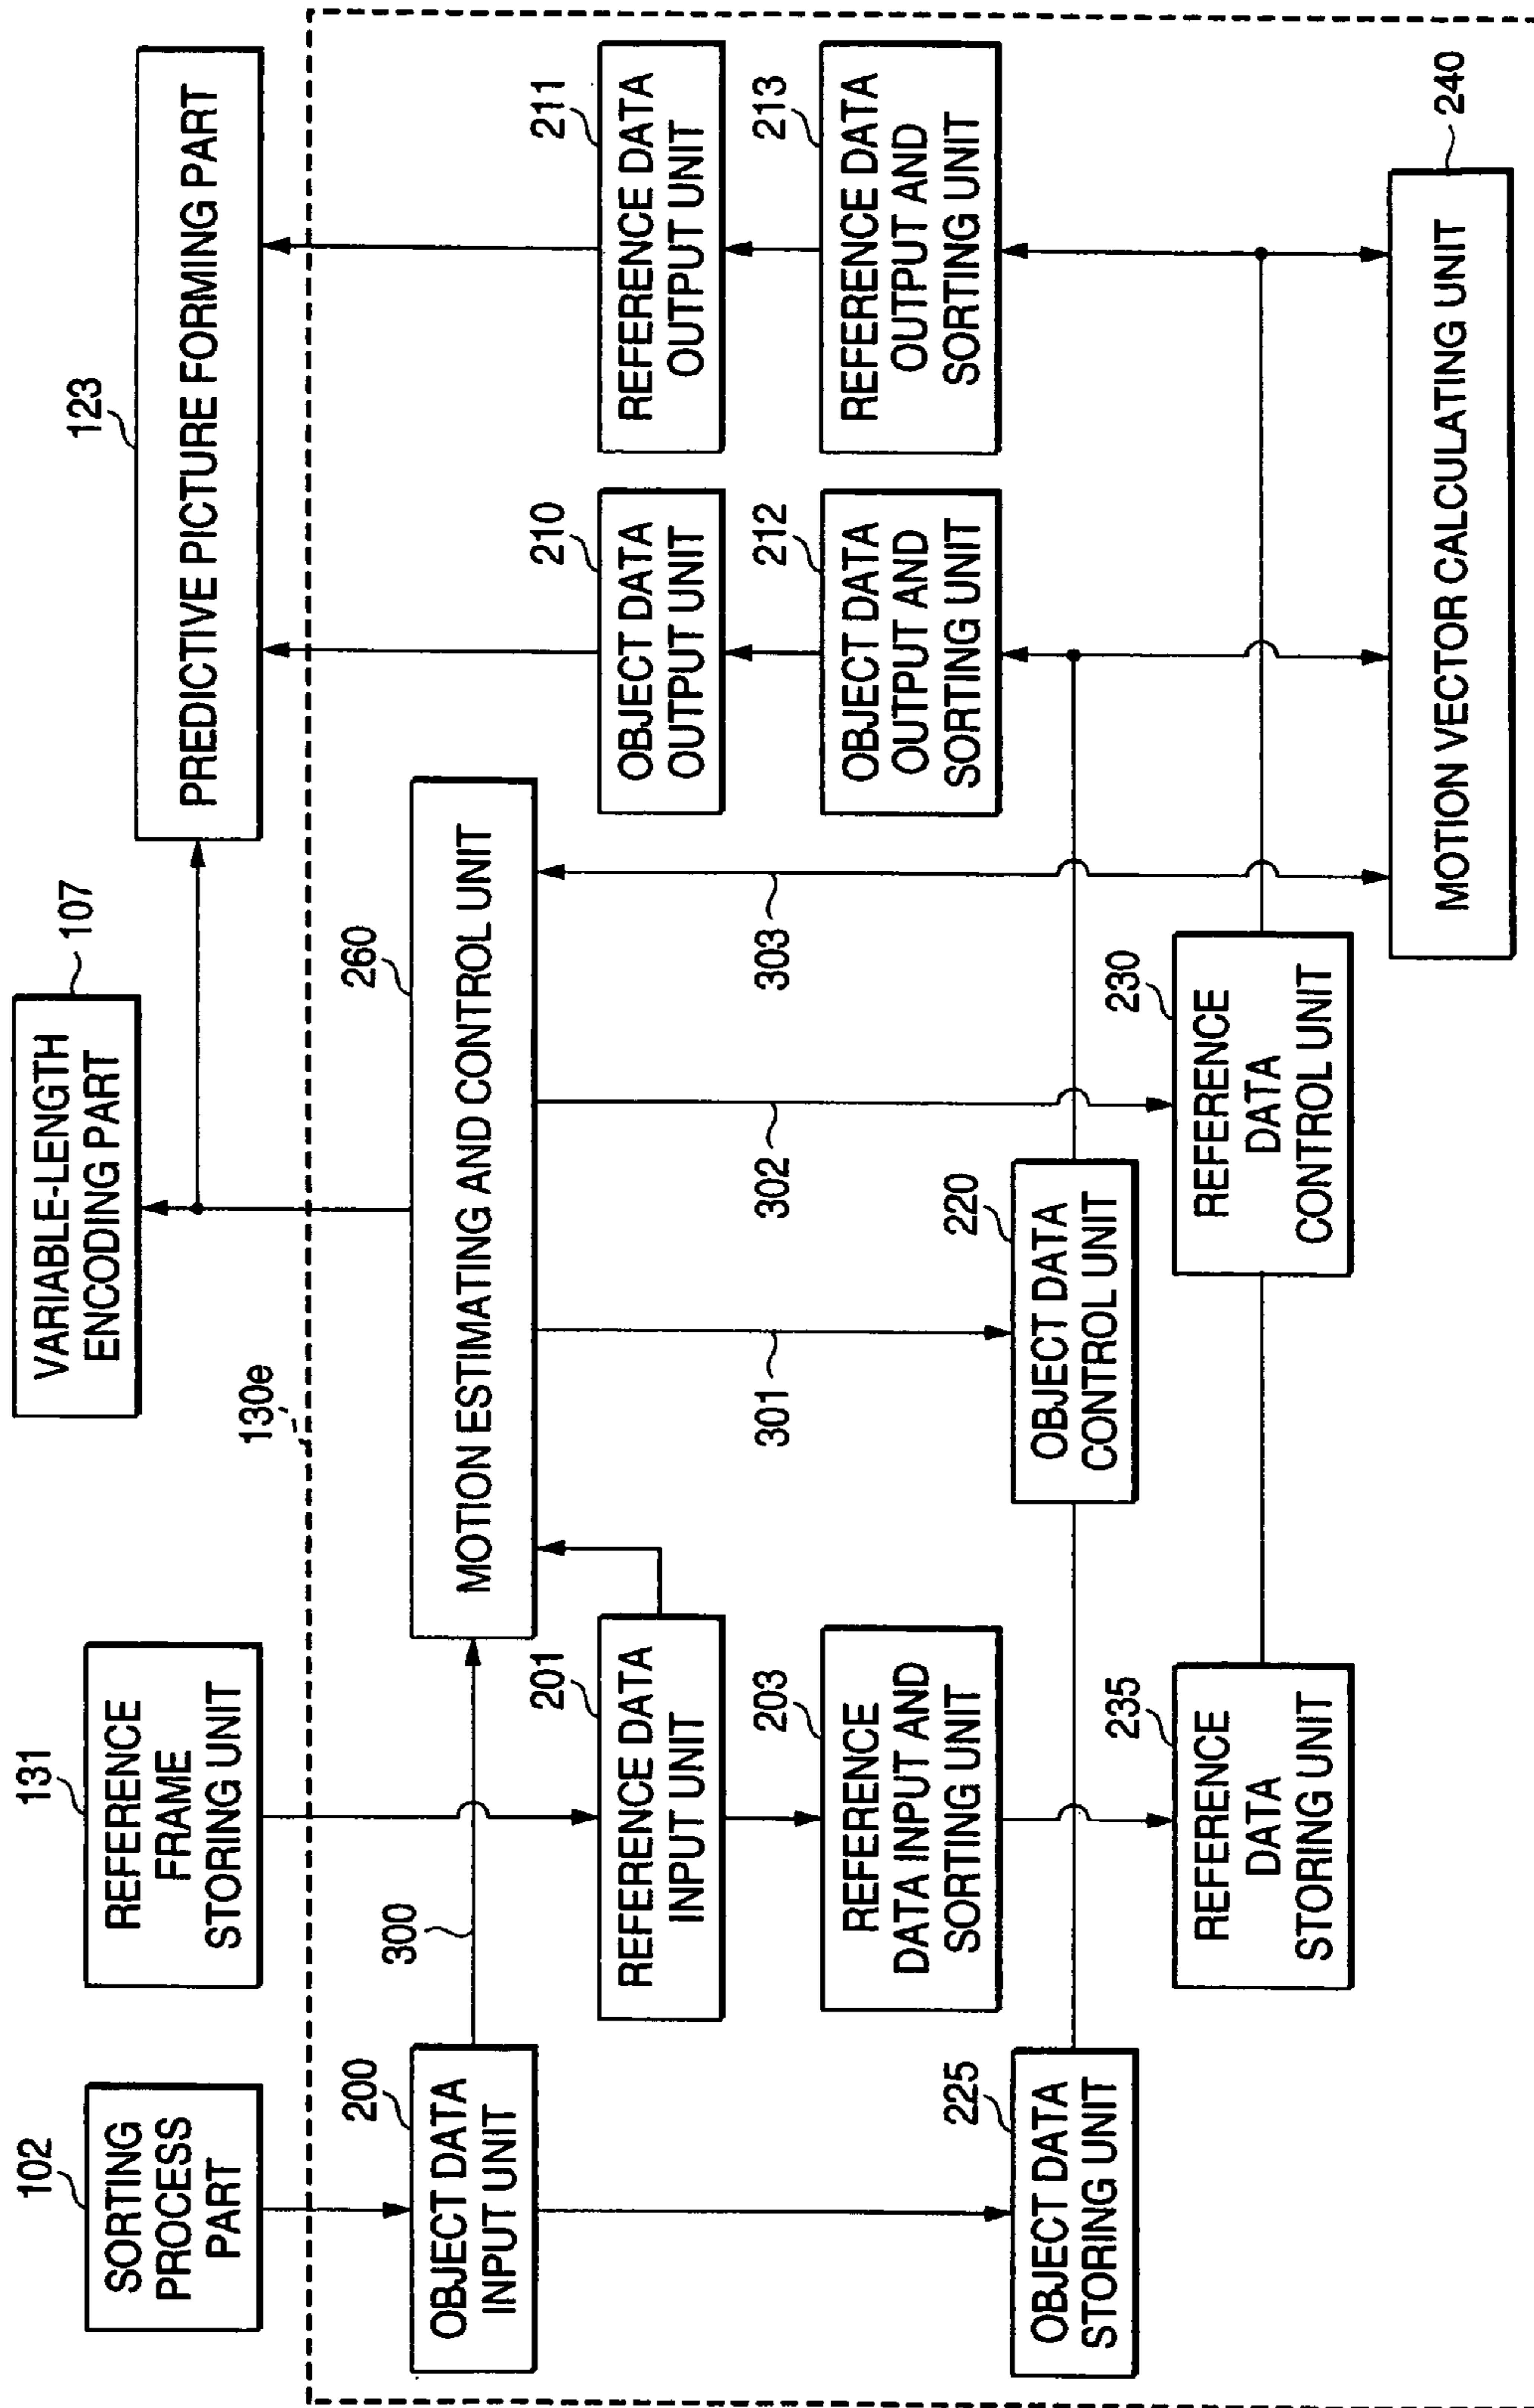 102
SORTING
PROCESS
PART
131
REFERENCE
FRAME
STORING UNIT
VARIABLE-LENGTH
ENCODING PART
107
123
PREDICTIVE PICTURE FORMING PART
130e
200
OBJECT DATA
INPUT UNIT
300
260
MOTION ESTIMATING AND CONTROL UNIT
201
REFERENCE DATA
INPUT UNIT
210
OBJECT DATA
OUTPUT UNIT
211
REFERENCE DATA
OUTPUT UNIT
203
REFERENCE
DATA INPUT AND
SORTING UNIT
301
302
303
212
OBJECT DATA
OUTPUT AND
SORTING UNIT
213
REFERENCE DATA
OUTPUT AND
SORTING UNIT
225
OBJECT DATA
STORING UNIT
220
OBJECT DATA
CONTROL UNIT
235
REFERENCE
DATA
STORING UNIT
230
REFERENCE
DATA
CONTROL UNIT
240
MOTION VECTOR CALCULATING UNIT